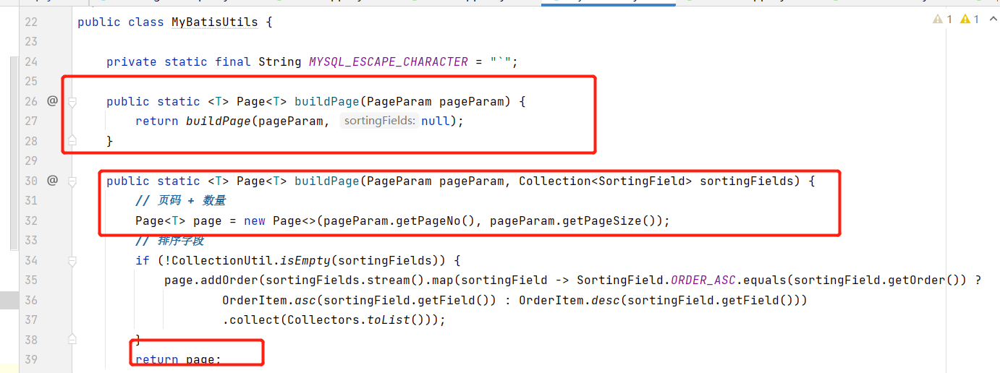 22 public class MyBatisUtils {
23
24 private static final String MYSQL_ESCAPE_CHARACTER = "`";
25
26 @ public static <T> Page<T> buildPage(PageParam pageParam) {
27 return buildPage(pageParam, sortingFields: null);
28 }
29
30 @ public static <T> Page<T> buildPage(PageParam pageParam, Collection<SortingField> sortingFields) {
31 // 页码 + 数量
32 Page<T> page = new Page<>(pageParam.getPageNo(), pageParam.getPageSize());
33 // 排序字段
34 if (!CollectionUtil.isEmpty(sortingFields)) {
35 page.addOrder(sortingFields.stream().map(sortingField -> SortingField.ORDER_ASC.equals(sortingField.getOrder()) ?
36 OrderItem.asc(sortingField.getField()) : OrderItem.desc(sortingField.getField()))
37 .collect(Collectors.toList()));
38 }
39 return page;
1 1